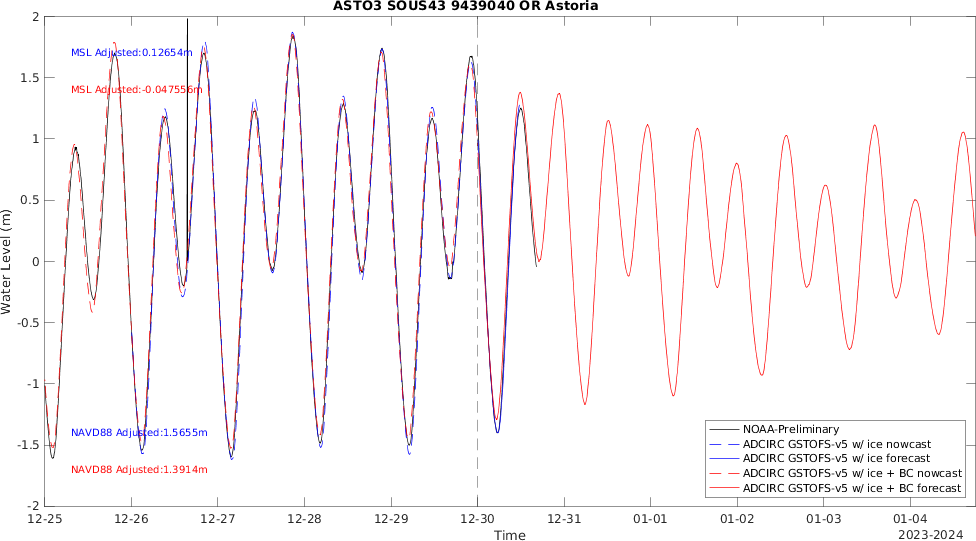 ASTO3 SOUS43 9439040 OR Astoria
MSL Adjusted:0.12654m
MSL Adjusted:-0.047556m
NAVD88 Adjusted:1.5655m
NAVD88 Adjusted:1.3914m
Water Level (m)
2
1.5
1
0.5
0
-0.5
-1
-1.5
-2
12-25 12-26 12-27 12-28 12-29 12-30 12-31 01-01 01-02 01-03 01-04
2023-2024
Time
NOAA-Preliminary
ADCIRC GSTOFS-v5 w/ ice nowcast
ADCIRC GSTOFS-v5 w/ ice forecast
ADCIRC GSTOFS-v5 w/ ice + BC nowcast
ADCIRC GSTOFS-v5 w/ ice + BC forecast